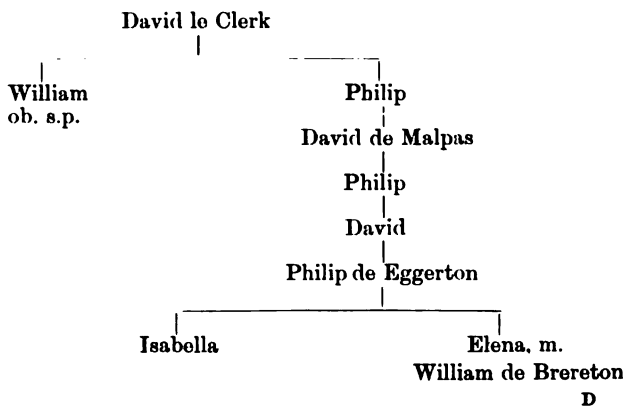 David le Clerk
William
ob. s.p.
Philip
David de Malpas
Philip
David
Philip de Eggerton
Isabella
Elena, m.
William de Brereton
D